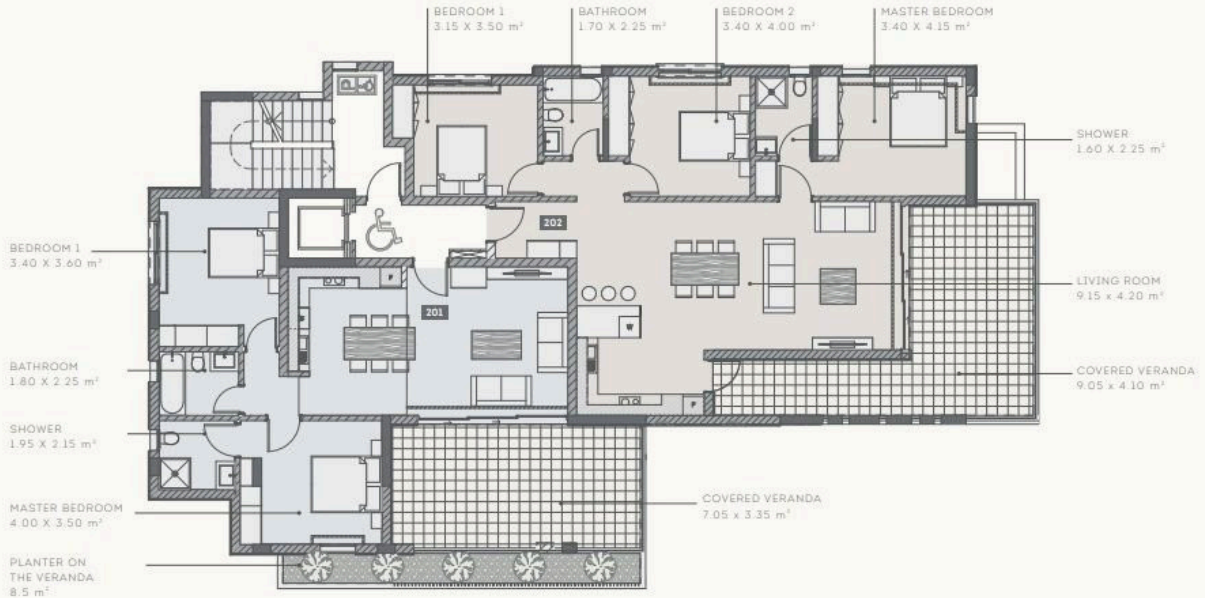 BEDROOM 1
3.15 X 3.50 m²
BATHROOM
1.70 X 2.25 m²
BEDROOM 2
3.40 X 4.00 m²
MASTER BEDROOM
3.40 X 4.15 m²
SHOWER
1.60 X 2.25 m²
202
BEDROOM 1
3.40 X 3.60 m²
LIVING ROOM
9.15 x 4.20 m²
F
201
W
BATHROOM
1.80 X 2.25 m²
COVERED VERANDA
9.05 x 4.10 m²
F
SHOWER
1.95 X 2.15 m²
MASTER BEDROOM
4.00 X 3.50 m²
COVERED VERANDA
7.05 x 3.35 m²
PLANTER ON
THE VERANDA
8.5 m²